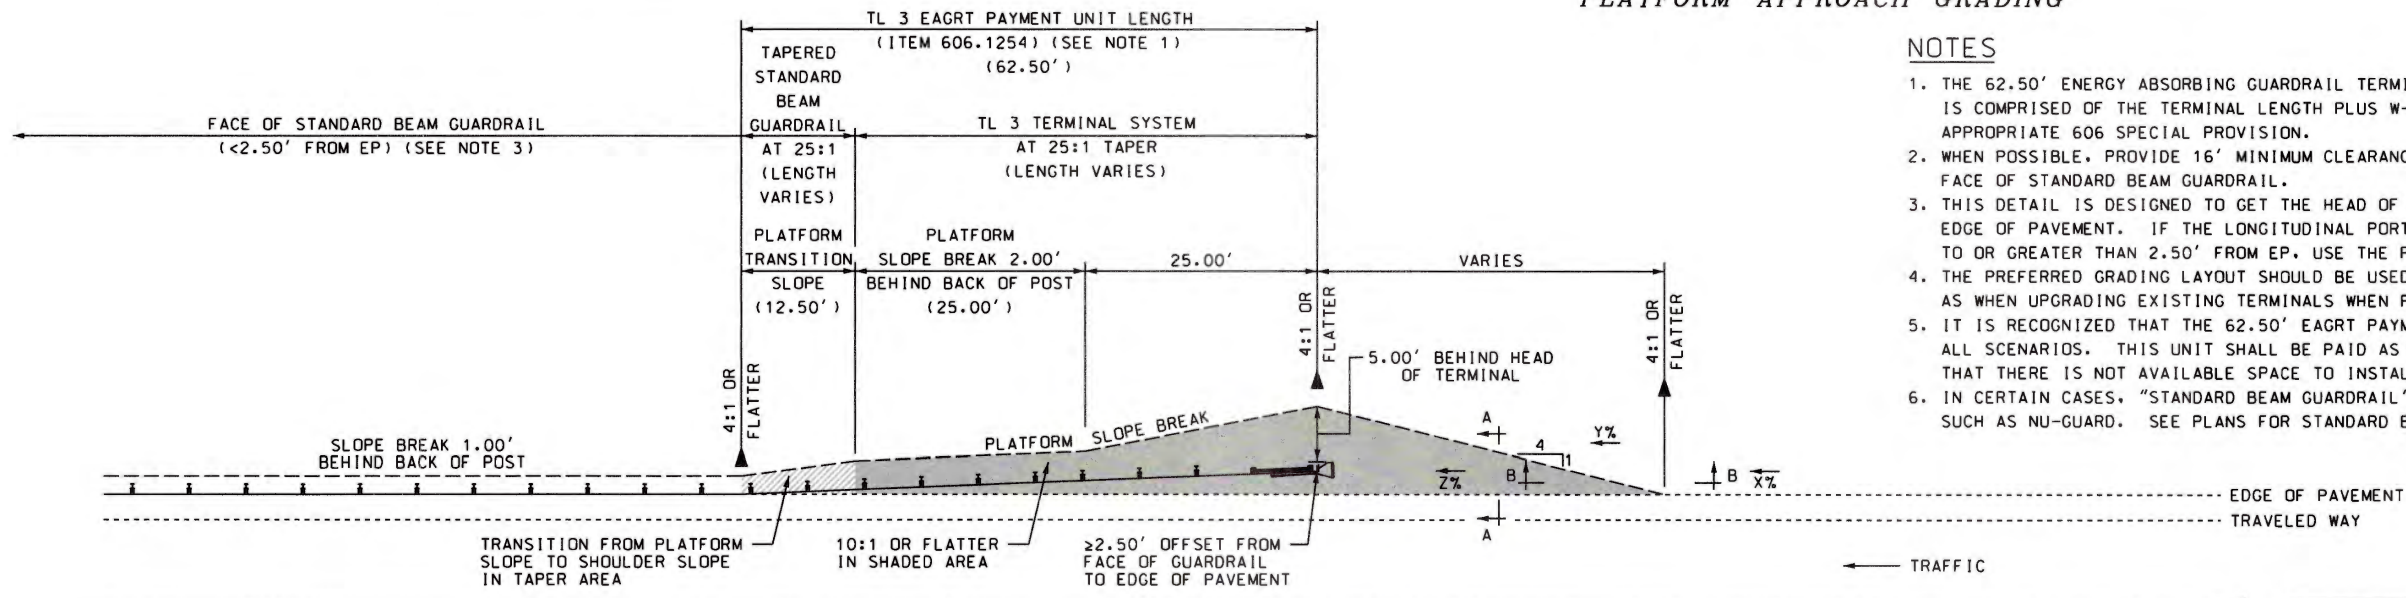 PLATFORM APPROACH GRADING
TL 3 EAGRT PAYMENT UNIT LENGTH
(ITEM 606.1254) (SEE NOTE 1)
(62.50')
TAPERED
STANDARD
BEAM
GUARDRAIL
AT 25:1
(LENGTH
VARIES)
FACE OF STANDARD BEAM GUARDRAIL
(<2.50' FROM EP) (SEE NOTE 3)
TL 3 TERMINAL SYSTEM
AT 25:1 TAPER
(LENGTH VARIES)
PLATFORM
TRANSITION
SLOPE
(12.50')
PLATFORM
SLOPE BREAK 2.00'
BEHIND BACK OF POST
(25.00')
25.00'
VARIES
4:1 OR
FLATTER
4:1 OR
FLATTER
4:1 OR
FLATTER
5.00' BEHIND HEAD
OF TERMINAL
SLOPE BREAK 1.00'
BEHIND BACK OF POST
PLATFORM SLOPE BREAK
A
4
1
Y%
Z%
B
B
X%
A
EDGE OF PAVEMENT
TRAVELED WAY
TRANSITION FROM PLATFORM
SLOPE TO SHOULDER SLOPE
IN TAPER AREA
10:1 OR FLATTER
IN SHADED AREA
≥2.50' OFFSET FROM
FACE OF GUARDRAIL
TO EDGE OF PAVEMENT
TRAFFIC
NOTES
1. THE 62.50' ENERGY ABSORBING GUARDRAIL TERMI
IS COMPRISED OF THE TERMINAL LENGTH PLUS W-
APPROPRIATE 606 SPECIAL PROVISION.
2. WHEN POSSIBLE, PROVIDE 16' MINIMUM CLEARANC
FACE OF STANDARD BEAM GUARDRAIL.
3. THIS DETAIL IS DESIGNED TO GET THE HEAD OF
EDGE OF PAVEMENT. IF THE LONGITUDINAL PORT
TO OR GREATER THAN 2.50' FROM EP, USE THE P
4. THE PREFERRED GRADING LAYOUT SHOULD BE USED
AS WHEN UPGRADING EXISTING TERMINALS WHEN P
5. IT IS RECOGNIZED THAT THE 62.50' EAGRT PAYM
ALL SCENARIOS. THIS UNIT SHALL BE PAID AS
THAT THERE IS NOT AVAILABLE SPACE TO INSTAL
6. IN CERTAIN CASES, "STANDARD BEAM GUARDRAIL"
SUCH AS NU-GUARD. SEE PLANS FOR STANDARD B